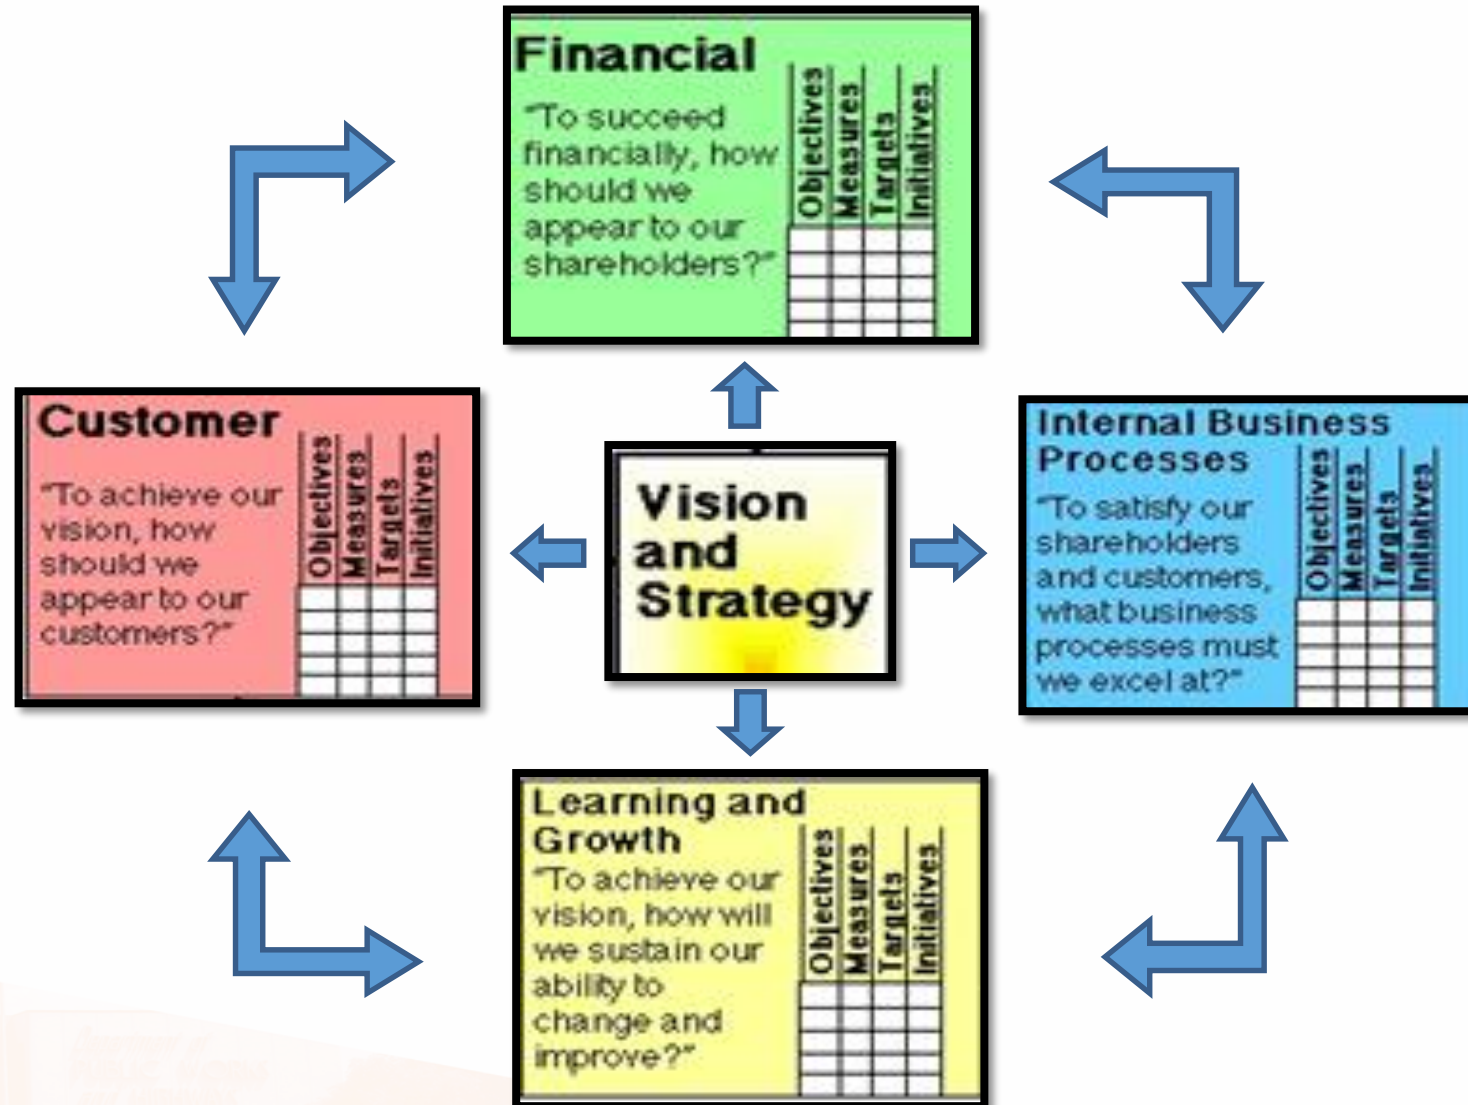 Financial
"To succeed
financially, how
should we
appear to our
shareholders?"
Objectives
Measures
Targets
Initiatives
Customer
"To achieve our
vision, how
should we
appear to our
customers?"
Objectives
Measures
Targets
Initiatives
Vision
and
Strategy
Internal Business
Processes
"To satisfy our
shareholders
and customers,
what business
processes must
we excel at?"
Objectives
Measures
Targets
Initiatives
Learning and
Growth
"To achieve our
vision, how will
we sustain our
ability to
change and
improve?"
Objectives
Measures
Targets
Initiatives